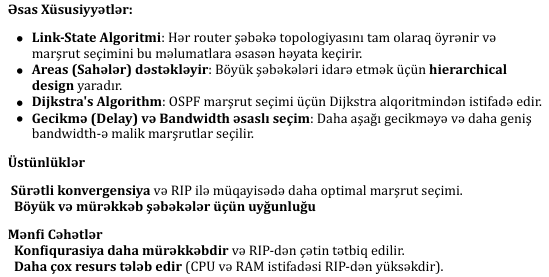 Əsas Xüsusiyyətlər:
• Link-State Algoritmi: Hər router şəbəkə topologiyasını tam olaraq öyrənir və
marşrut seçimini bu məlumatlara əsasən həyata keçirir.
• Areas (Sahələr) dəstəkləyir: Böyük şəbəkələri idarə etmək üçün hierarchical
design yaradır.
• Dijkstra's Algorithm: OSPF marşrut seçimi üçün Dijkstra alqoritmindən istifadə edir.
• Gecikmə (Delay) və Bandwidth əsaslı seçim: Daha aşağı gecikməyə və daha geniş
bandwidth-ə malik marşrutlar seçilir.
Üstünlüklər
Sürətli konvergensiya və RIP ilə müqayisədə daha optimal marşrut seçimi.
Böyük və mürəkkəb şəbəkələr üçün uyğunluğu
Mənfi Cəhətlər
Konfiqurasiya daha mürəkkəbdir və RIP-dən çətin tətbiq edilir.
Daha çox resurs tələb edir (CPU və RAM istifadəsi RIP-dən yüksəkdir).